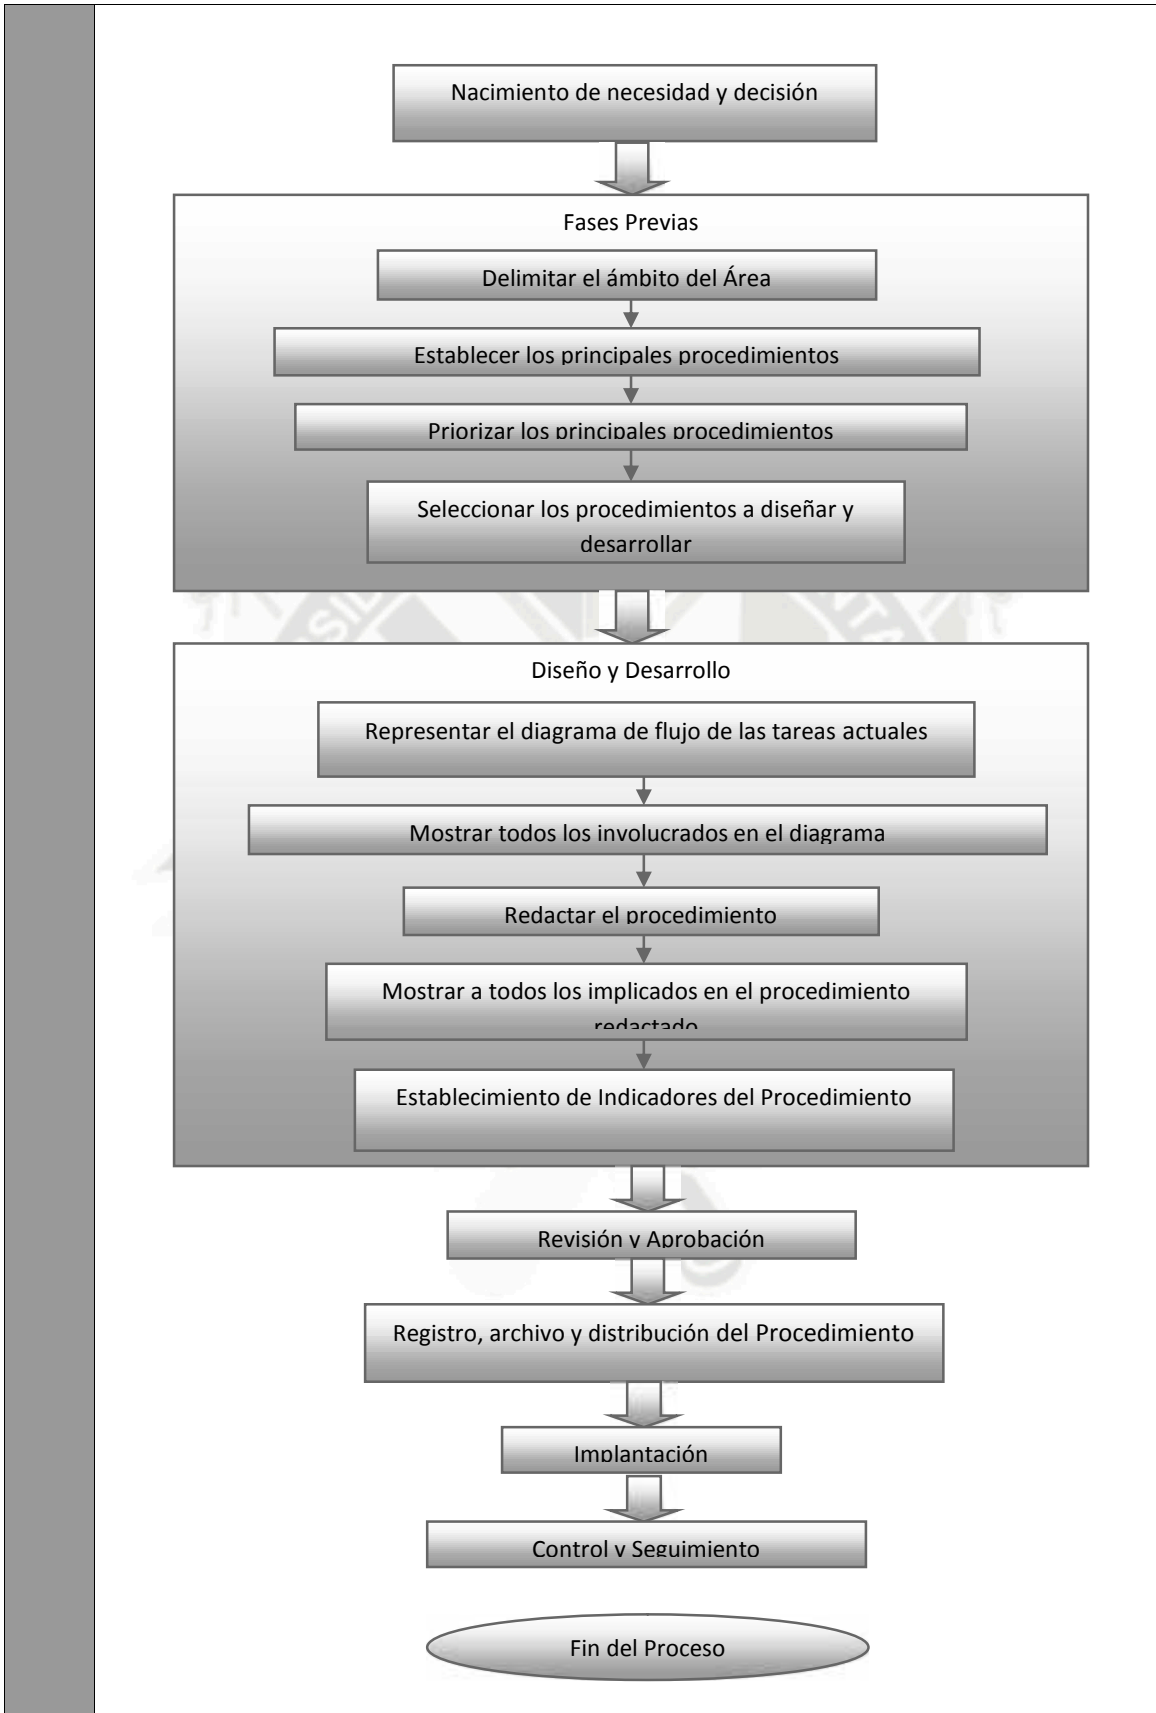 Nacimiento de necesidad y decisión
Fases Previas
Delimitar el ámbito del Área
Establecer los principales procedimientos
Priorizar los principales procedimientos
Seleccionar los procedimientos a diseñar y
desarrollar
Diseño y Desarrollo
Representar el diagrama de flujo de las tareas actuales
Mostrar todos los involucrados en el diagrama
Redactar el procedimiento
Mostrar a todos los implicados en el procedimiento
redactado
Establecimiento de Indicadores del Procedimiento
Revisión y Aprobación
Registro, archivo y distribución del Procedimiento
Implantación
Control y Seguimiento
Fin del Proceso